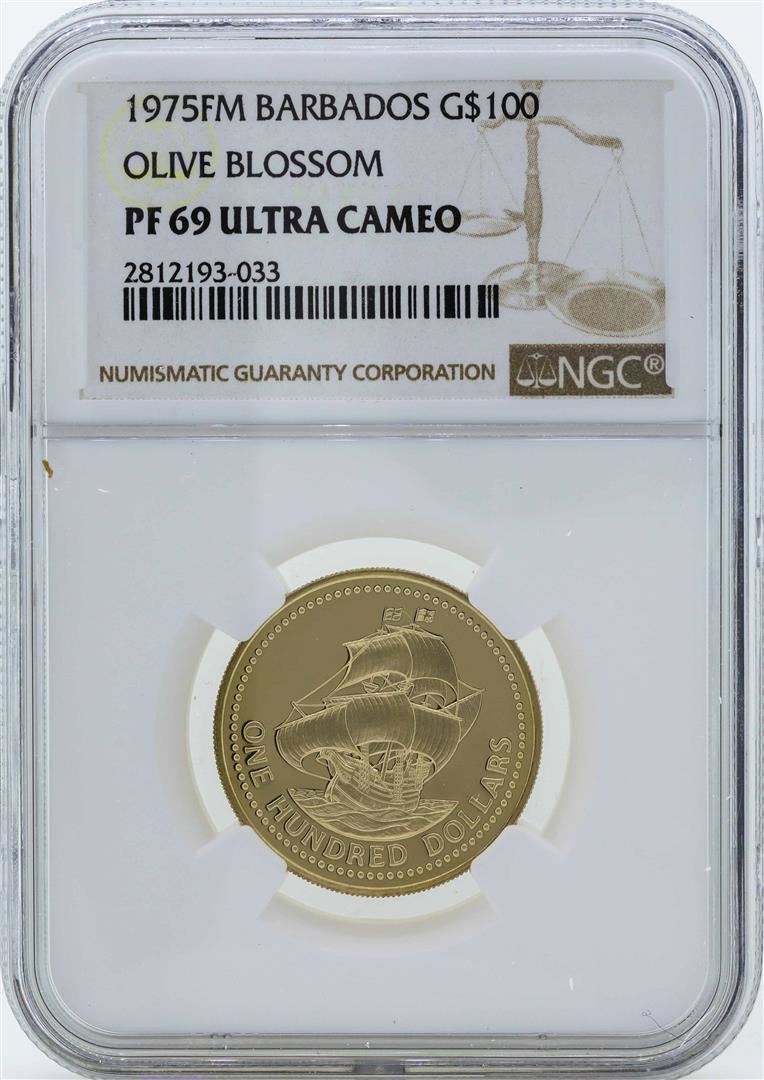 1975FM BARBADOS G$100
OLIVE BLOSSOM
PF 69 ULTRA CAMEO
2812193-033
NUMISMATIC GUARANTY CORPORATION
NGC®
ONE HUNDRED DOLLARS